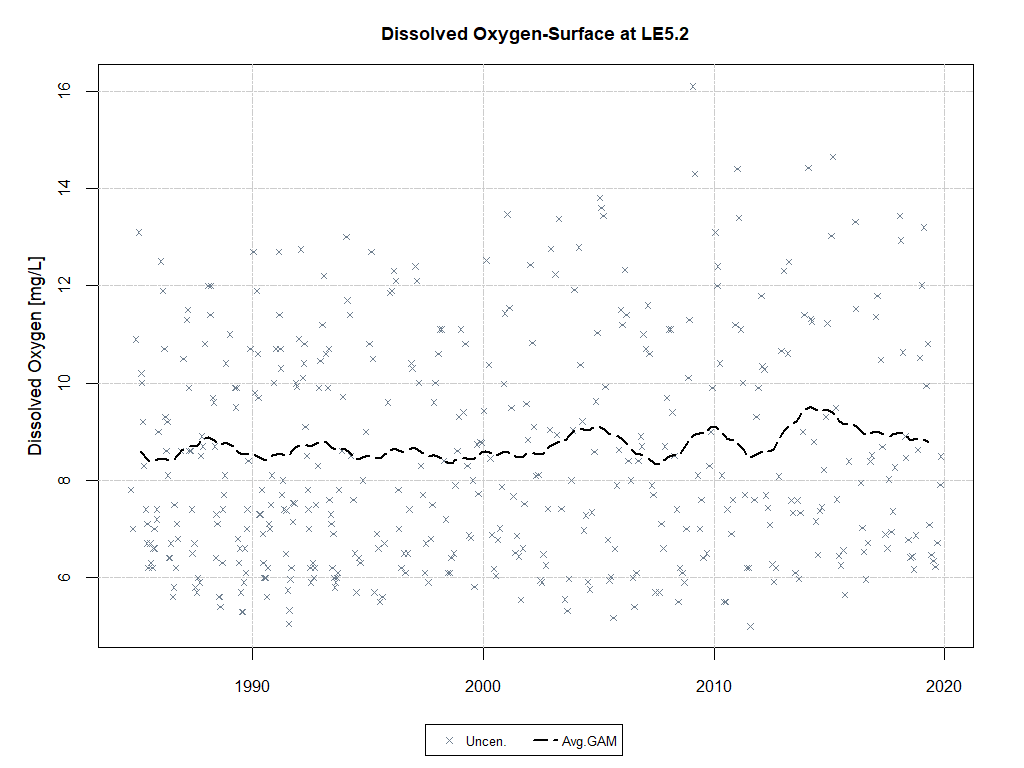 Dissolved Oxygen-Surface at LE5.2
Dissolved Oxygen [mg/L]
16
14
12
10
8
6
1990
2000
2010
2020
Uncen.
Avg.GAM